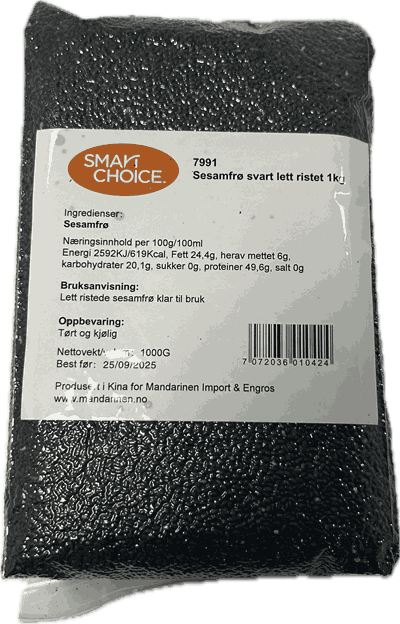 SMART
CHOICE.
7991
Sesamfrø svart lett ristet 1kg
Ingredienser:
Sesamfrø
Næringsinnhold per 100g/100ml
Energi 2592KJ/619Kcal, Fett 24,4g, herav mettet 6g,
karbohydrater 20,1g, sukker 0g, proteiner 49,6g, salt 0g
Bruksanvisning:
Lett ristede sesamfrø klar til bruk
Oppbevaring:
Tørt og kjølig
1000G
Best før: 25/09/2025
7 072036 010424
Produsert i Kina for Mandarinen Import & Engros
www.mandarinen.no